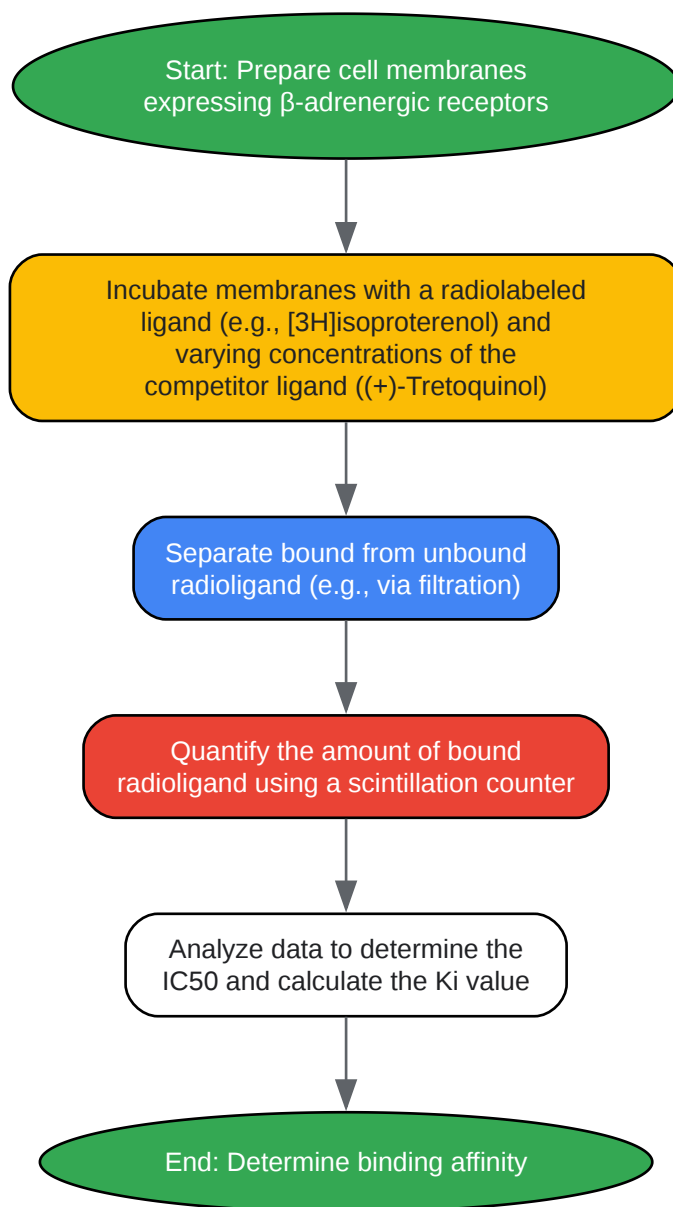 Start: Prepare cell membranes
expressing β-adrenergic receptors
Incubate membranes with a radiolabeled
ligand (e.g., [3H]isoproterenol) and
varying concentrations of the
competitor ligand ((+)-Tretoquinol)
Separate bound from unbound
radioligand (e.g., via filtration)
Quantify the amount of bound
radioligand using a scintillation counter
Analyze data to determine the
IC50 and calculate the Ki value
End: Determine binding affinity